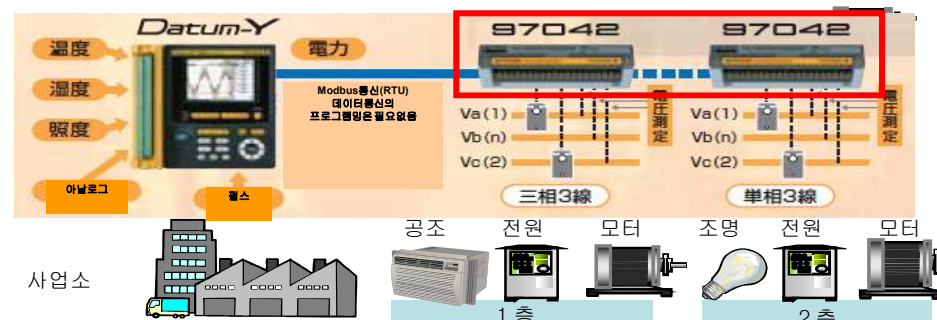 Datum-Y
97042
97042
温度
電力
湿度
Modbus통신(RTU)
데이터통신의
프로그램밍은 필요없음
照度
Va(1)
Vb(n)
Vc(2)
電圧測定
Va(1)
Vb(n)
Vc(2)
電圧測定
아날로그
펄스
三相3線
単相3線
공조
전원
모터
조명
전원
모터
사업소
1층
2층